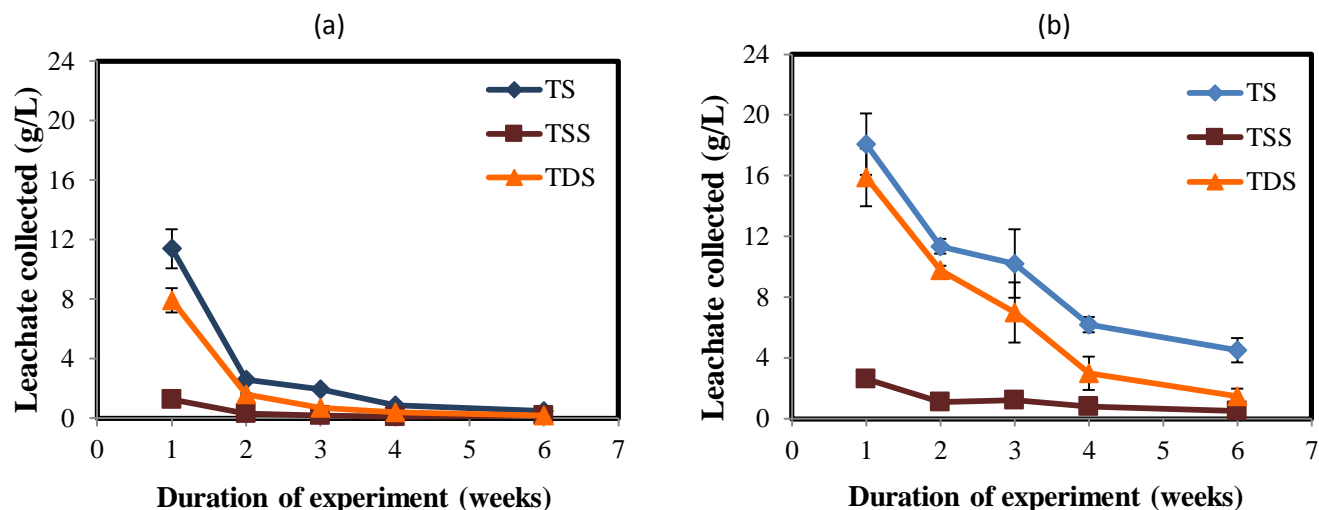 (a)
Leachate collected (g/L)
24
20
16
12
8
4
0
TS
TSS
TDS
0 1 2 3 4 5 6 7
Duration of experiment (weeks)
(b)
Leachate collected (g/L)
24
20
16
12
8
4
0
TS
TSS
TDS
0 1 2 3 4 5 6 7
Duration of experiment (weeks)